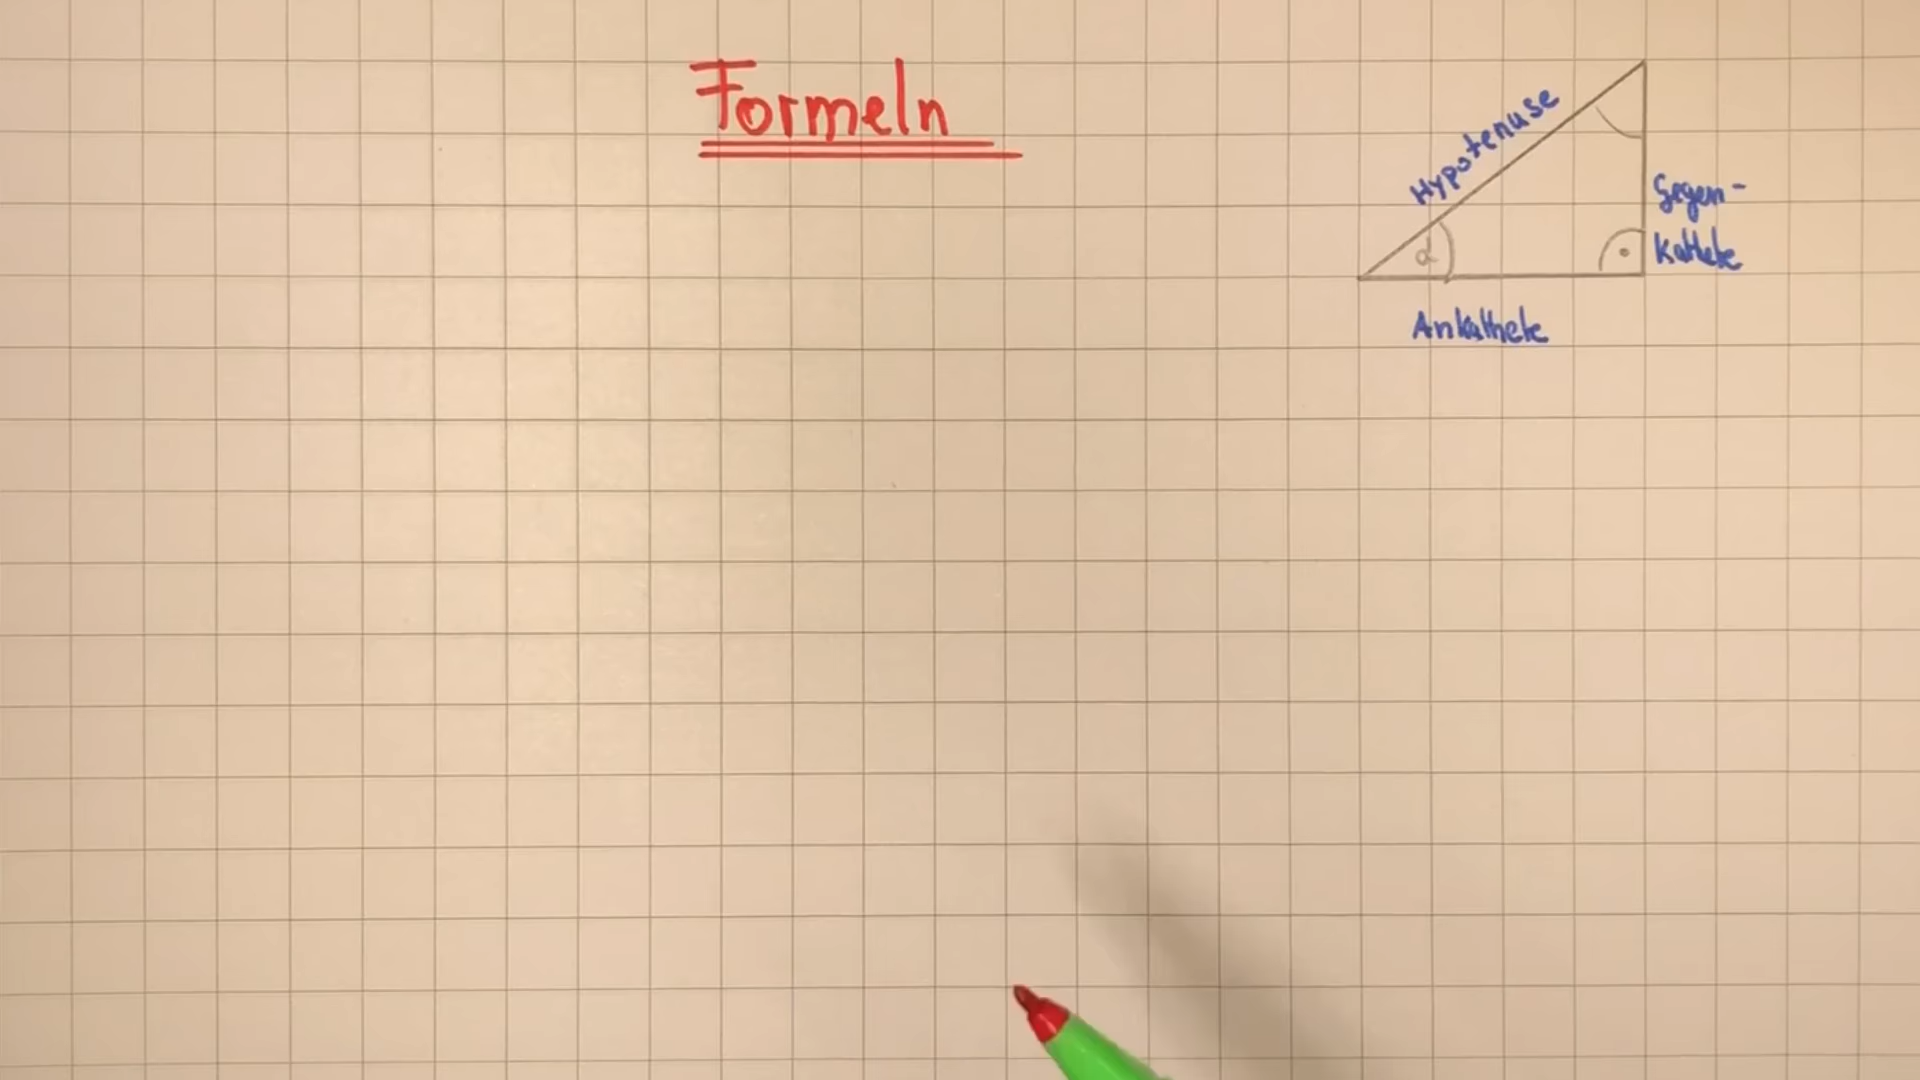 Formeln
Hypotenuse
Gegen-
kathete
α
Ankathete